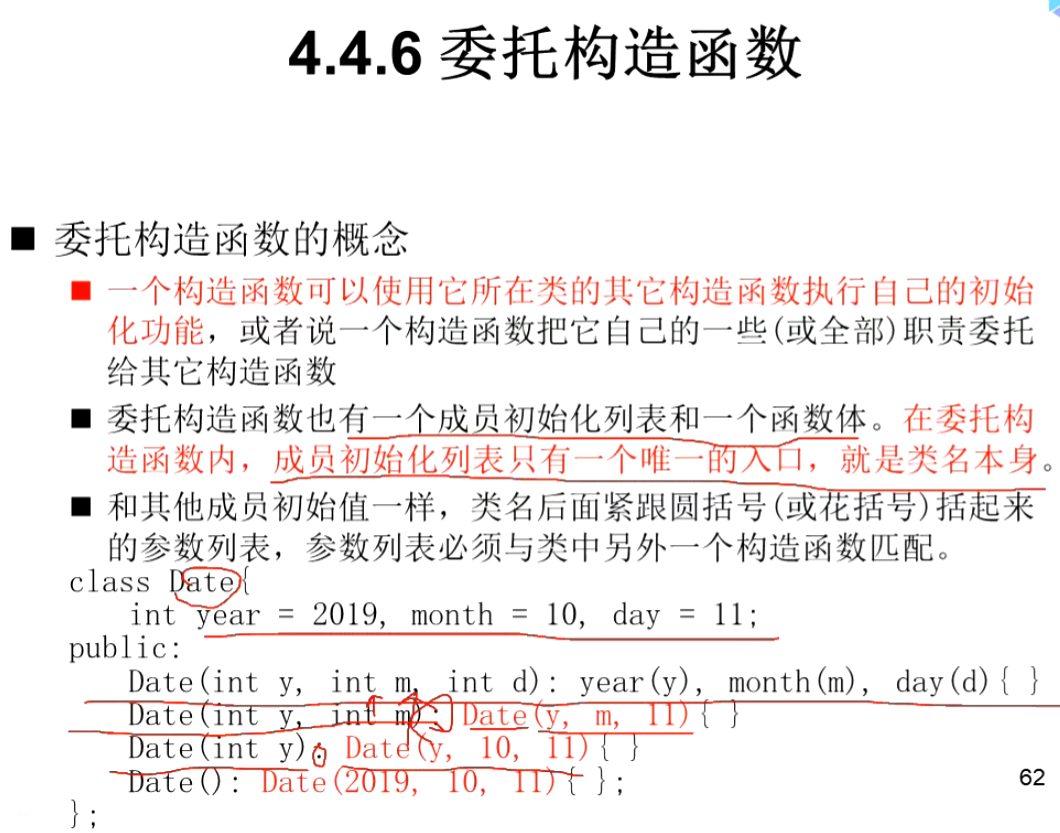 4.4.6 委托构造函数
委托构造函数的概念
一个构造函数可以使用它所在类的其它构造函数执行自己的初始
化功能，或者说一个构造函数把它自己的一些(或全部)职责委托
给其它构造函数
委托构造函数也有一个成员初始化列表和一个函数体。在委托构
造函数内，成员初始化列表只有一个唯一的入口，就是类名本身。
和其他成员初始值一样，类名后面紧跟圆括号(或花括号)括起来
的参数列表，参数列表必须与类中另外一个构造函数匹配。
class Date{
int year = 2019, month = 10, day = 11;
public:
Date(int y, int m, int d): year(y), month(m), day(d){ }
Date(int y, int m): Date(y, m, 11){ }
Date(int y): Date(y, 10, 11){ }
Date(): Date(2019, 10, 11){ };
};
62